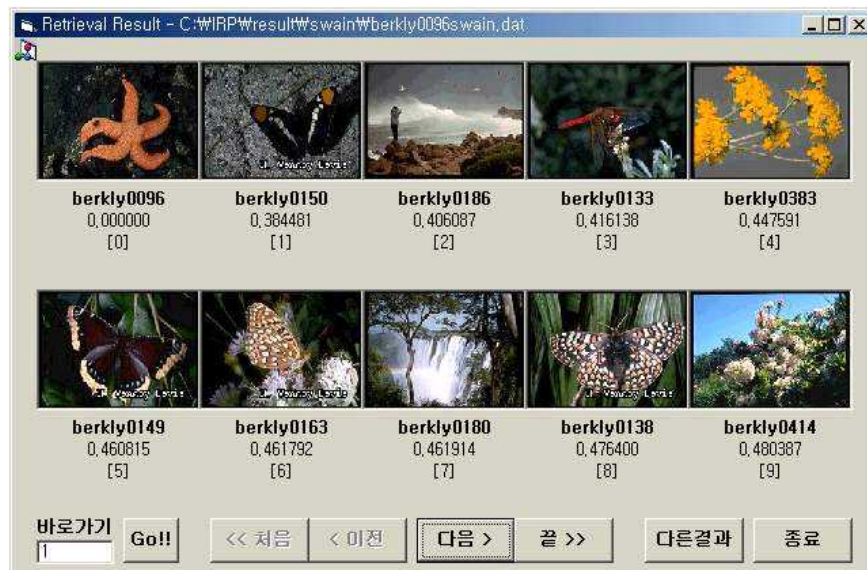 Retrieval Result - C:₩IRP₩result₩swain₩berkly0096swain.dat
berkly0096 berkly0150 berkly0186 berkly0133 berkly0383
0.000000 0.384481 0.406087 0.416138 0.447591
[0] [1] [2] [3] [4]
berkly0149 berkly0163 berkly0180 berkly0138 berkly0414
0.460815 0.461792 0.461914 0.476400 0.480387
[5] [6] [7] [8] [9]
바로가기
1 Go!! << 처음 < 이전 다음 > 끝 >> 다른결과 종료